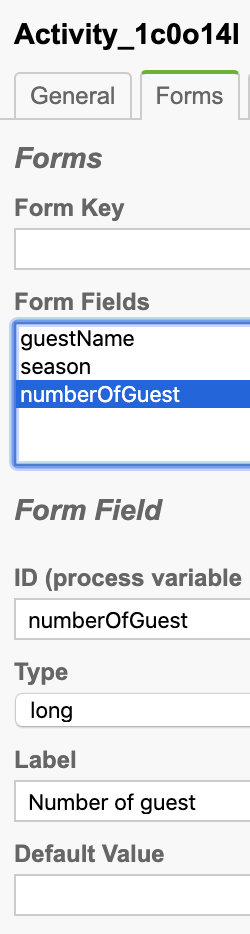 Activity_1c0o14l
General
Forms
Forms
Form Key
Form Fields
guestName
season
numberOfGuest
Form Field
ID (process variable
numberOfGuest
Type
long
Label
Number of guest
Default Value